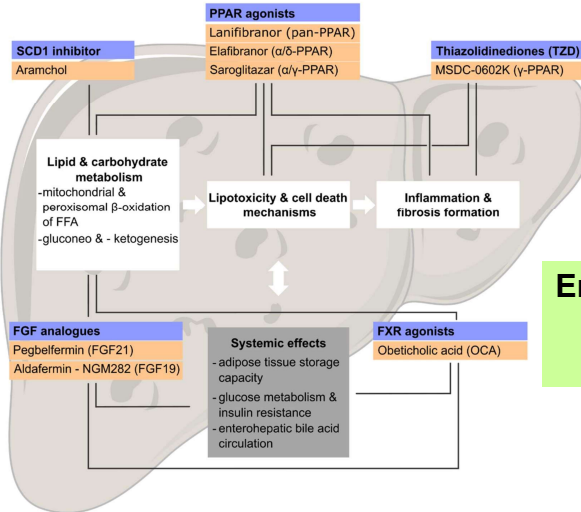 PPAR agonists
Lanifibranor (pan-PPAR)
Elafibranor (α/δ-PPAR)
Saroglitazar (α/γ-PPAR)
SCD1 inhibitor
Aramchol
Thiazolidinediones (TZD)
MSDC-0602K (γ-PPAR)
Lipid & carbohydrate
metabolism
-mitochondrial &
peroxisomal β-oxidation
of FFA
-gluconeo & - ketogenesis
Lipotoxicity & cell death
mechanisms
Inflammation &
fibrosis formation
FGF analogues
Pegbelfermin (FGF21)
Aldafermin - NGM282 (FGF19)
Systemic effects
- adipose tissue storage
capacity
- glucose metabolism &
insulin resistance
- enterohepatic bile acid
circulation
FXR agonists
Obeticholic acid (OCA)